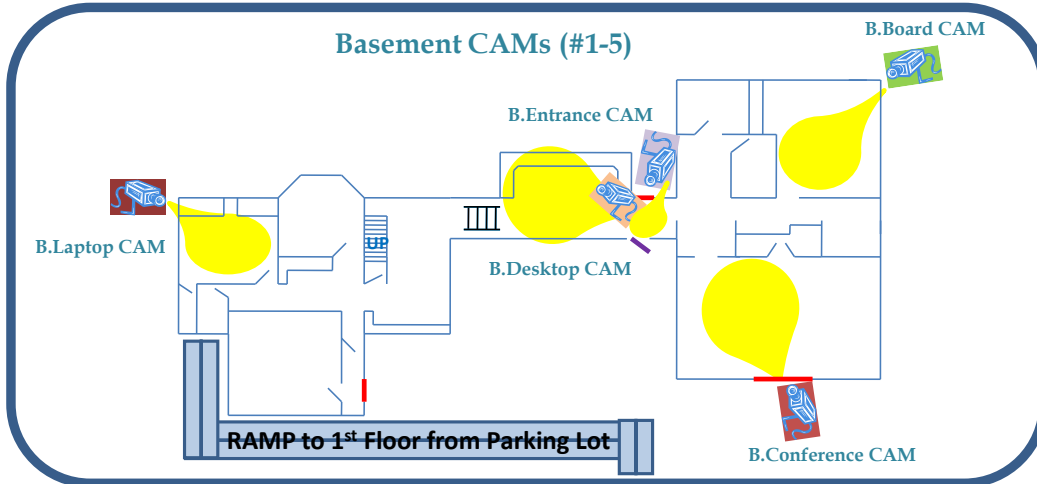 Basement CAMs (#1-5)
B.Board CAM
B.Entrance CAM
B.Laptop CAM
UP
B.Desktop CAM
RAMP to 1st Floor from Parking Lot
B.Conference CAM